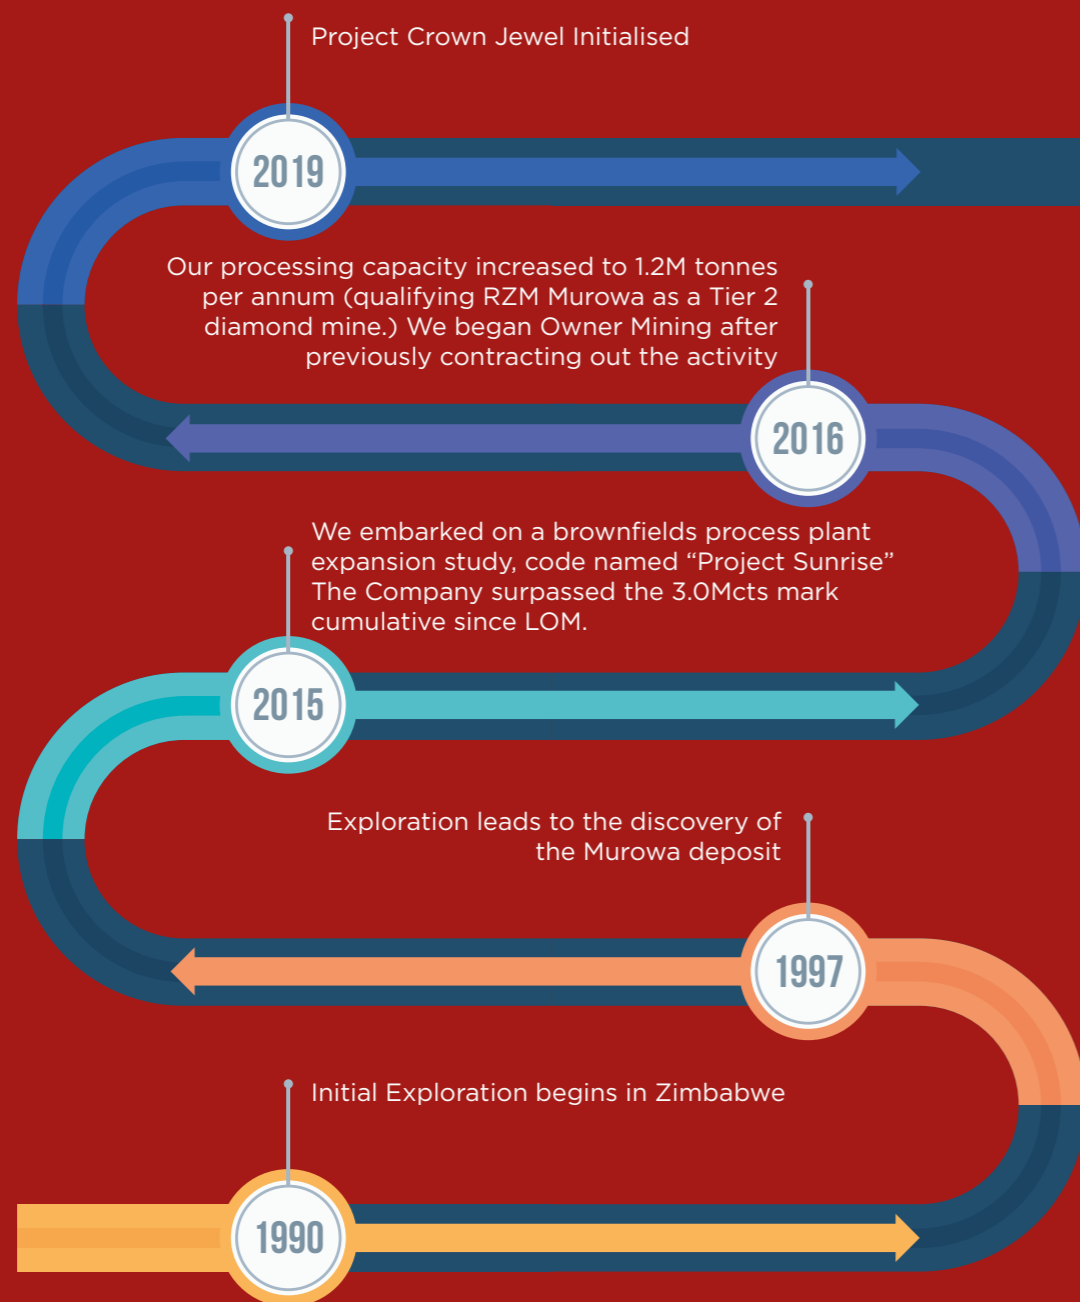 Project Crown Jewel Initialised
2019
Our processing capacity increased to 1.2M tonnes
per annum (qualifying RZM Murowa as a Tier 2
diamond mine.) We began Owner Mining after
previously contracting out the activity
2016
We embarked on a brownfields process plant
expansion study, code named “Project Sunrise”
The Company surpassed the 3.0Mcts mark
cumulative since LOM.
2015
Exploration leads to the discovery of
the Murowa deposit
1997
Initial Exploration begins in Zimbabwe
1990